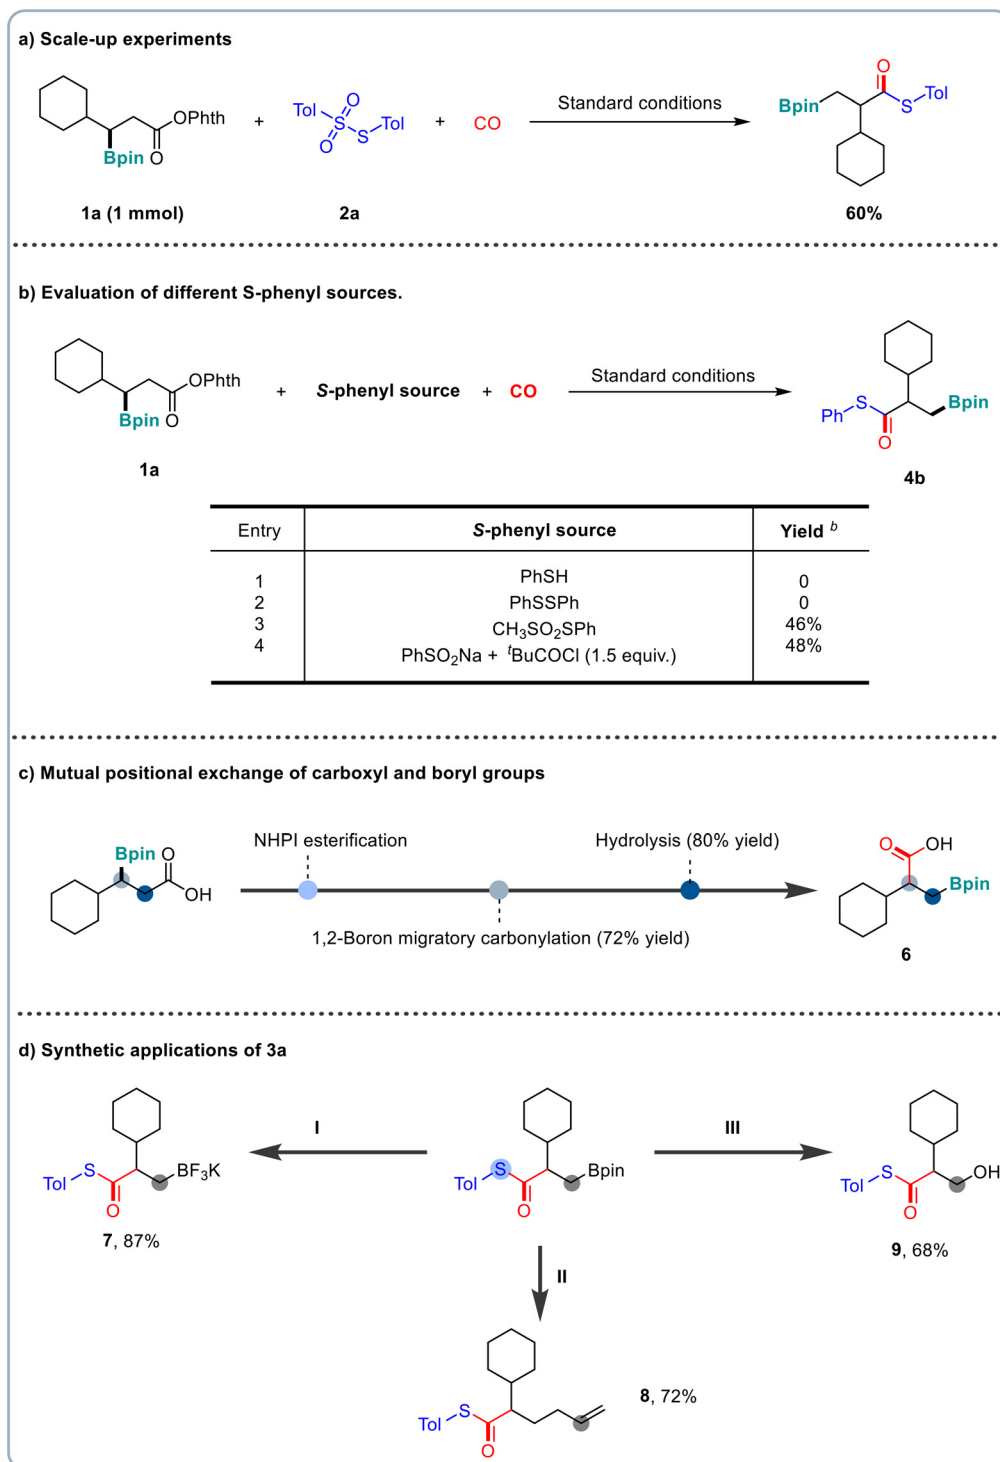 a) Scale-up experiments
OPhth
Bpin
O
1a (1 mmol)
+
Tol
O
S
O
S
Tol
2a
+
CO
Standard conditions
Bpin
O
S
Tol
60%
b) Evaluation of different S-phenyl sources.
OPhth
Bpin
O
1a
+
S-phenyl source
+
CO
Standard conditions
Ph
S
O
Bpin
4b
Entry S-phenyl source Yield b
1 PhSH 0
2 PhSSPh 0
3 CH3SO2SPh 46%
4 PhSO2Na + tBuCOCl (1.5 equiv.) 48%
c) Mutual positional exchange of carboxyl and boryl groups
Bpin
O
OH
NHPI esterification
Hydrolysis (80% yield)
1,2-Boron migratory carbonylation (72% yield)
O
OH
Bpin
6
d) Synthetic applications of 3a
Tol
S
O
BF3K
7, 87%
I
Tol
S
O
Bpin
III
Tol
S
O
OH
9, 68%
II
Tol
S
O
8, 72%